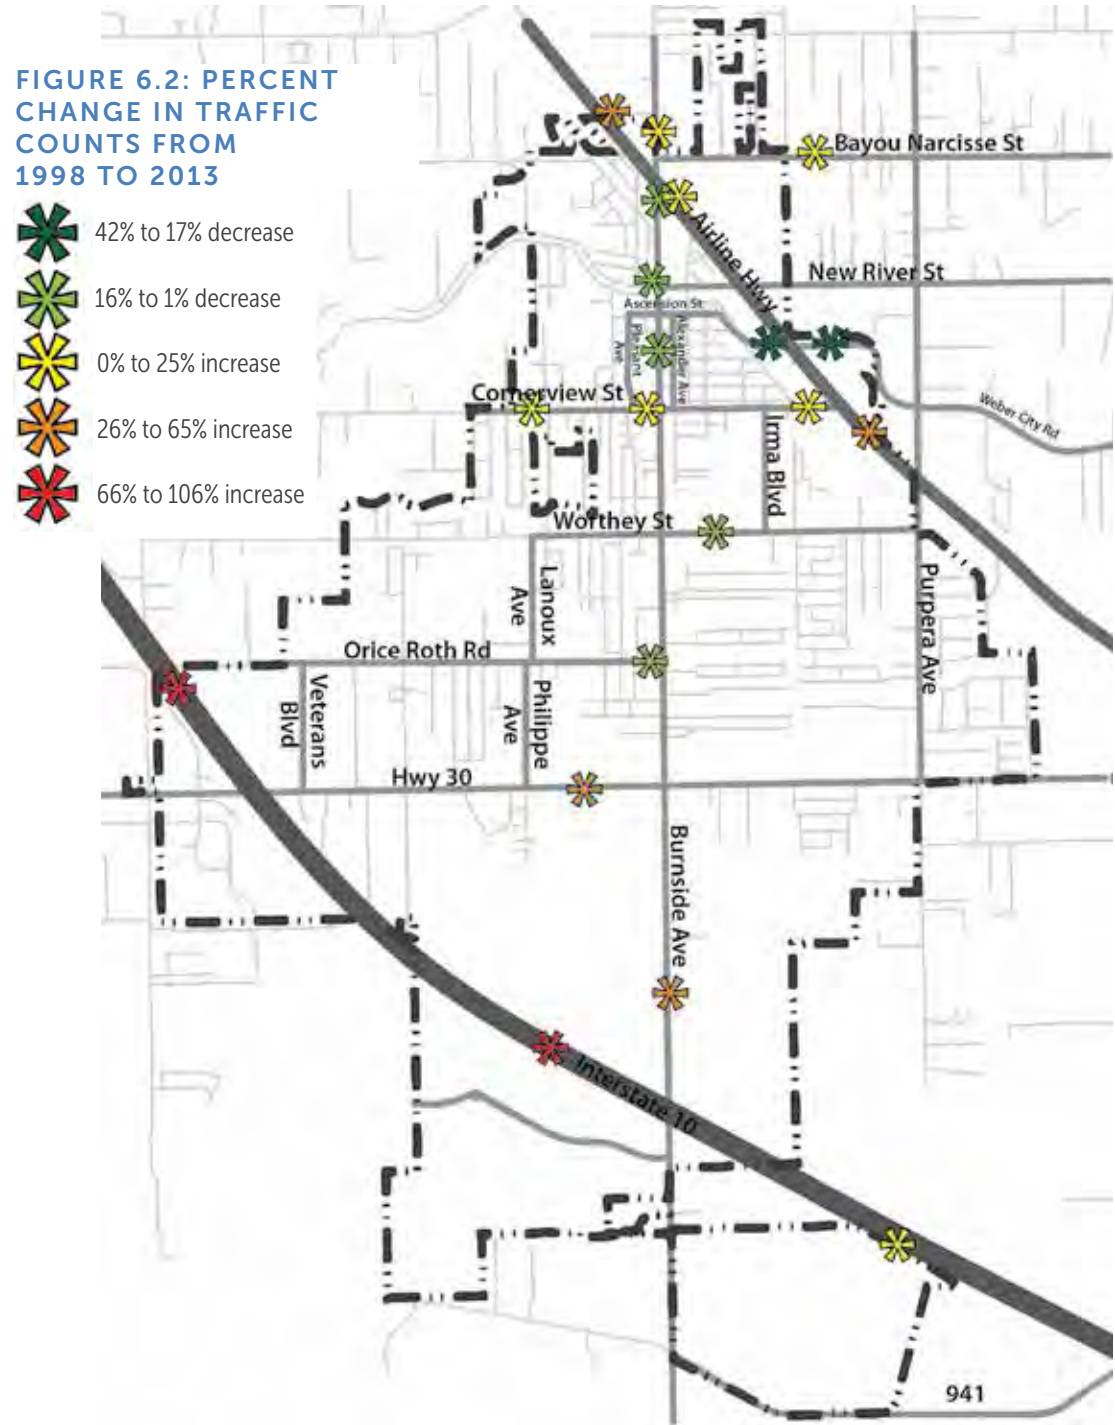 FIGURE 6.2: PERCENT
CHANGE IN TRAFFIC
COUNTS FROM
1998 TO 2013
42% to 17% decrease
16% to 1% decrease
0% to 25% increase
26% to 65% increase
66% to 106% increase
Bayou Narcisse St
Airline Hwy
New River St
Ascension St
Pleasant
Ave
Alexander Ave
Cornerview St
Weber City Rd
Irma Blvd
Worthey St
Lanoux
Ave
Purpera Ave
Orice Roth Rd
Veterans
Blvd
Philippe
Ave
Hwy 30
Burnside Ave
Interstate 10
941